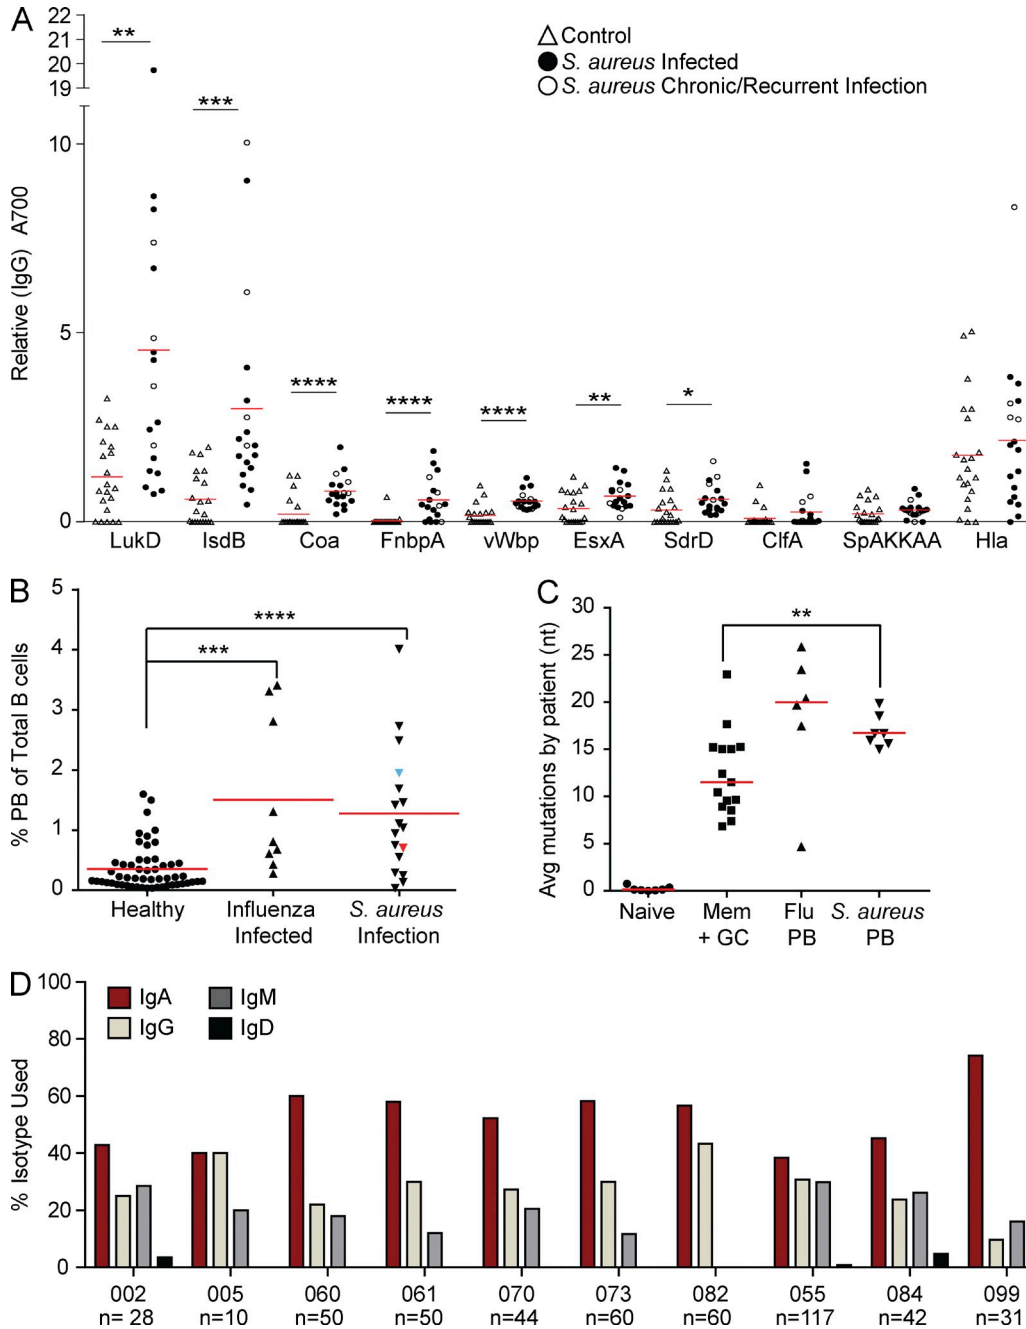 A
22
21
20
19
10
5
0
Relative (IgG) A700
Control
S. aureus Infected
S. aureus Chronic/Recurrent Infection
** *** **** **** **** ** *
LukD IsdB Coa FnbpA vWbp EsxA SdrD ClfA SpAKKAA Hla
B
5
4
3
2
1
0
% PB of Total B cells
****
***
Healthy Influenza S. aureus
Infected Infection
C
30
25
20
15
10
5
0
Avg mutations by patient (nt)
**
Naive Mem Flu S. aureus
+ GC PB PB
D
100
80
60
40
20
0
% Isotype Used
IgA IgM
IgG IgD
002 005 060 061 070 073 082 055 084 099
n= 28 n=10 n=50 n=50 n=44 n=60 n=60 n=117 n=42 n=31